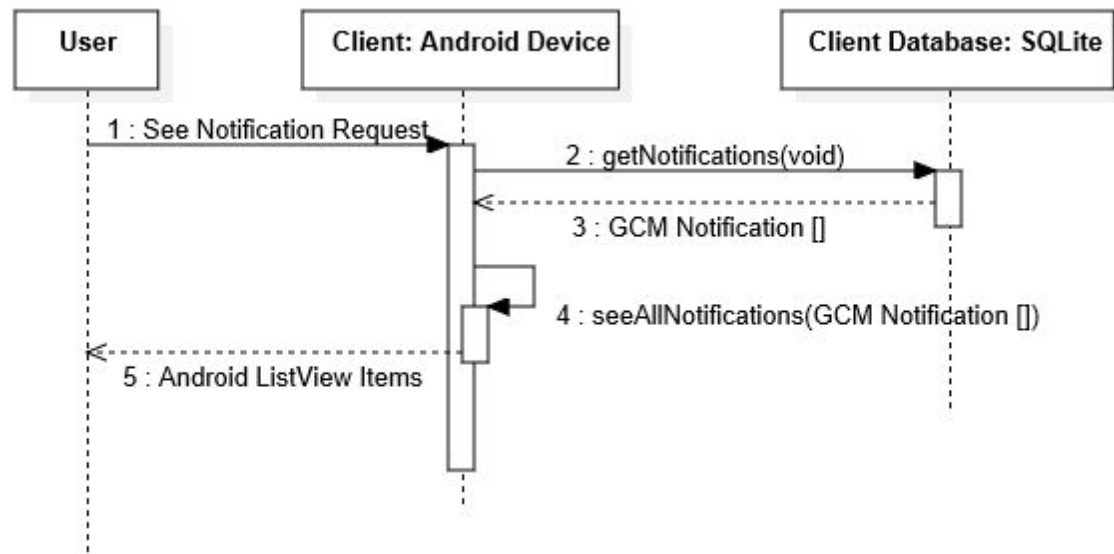 User
Client: Android Device
Client Database: SQLite
1 : See Notification Request
2 : getNotifications(void)
3 : GCM Notification []
4 : seeAllNotifications(GCM Notification [])
5 : Android ListView Items